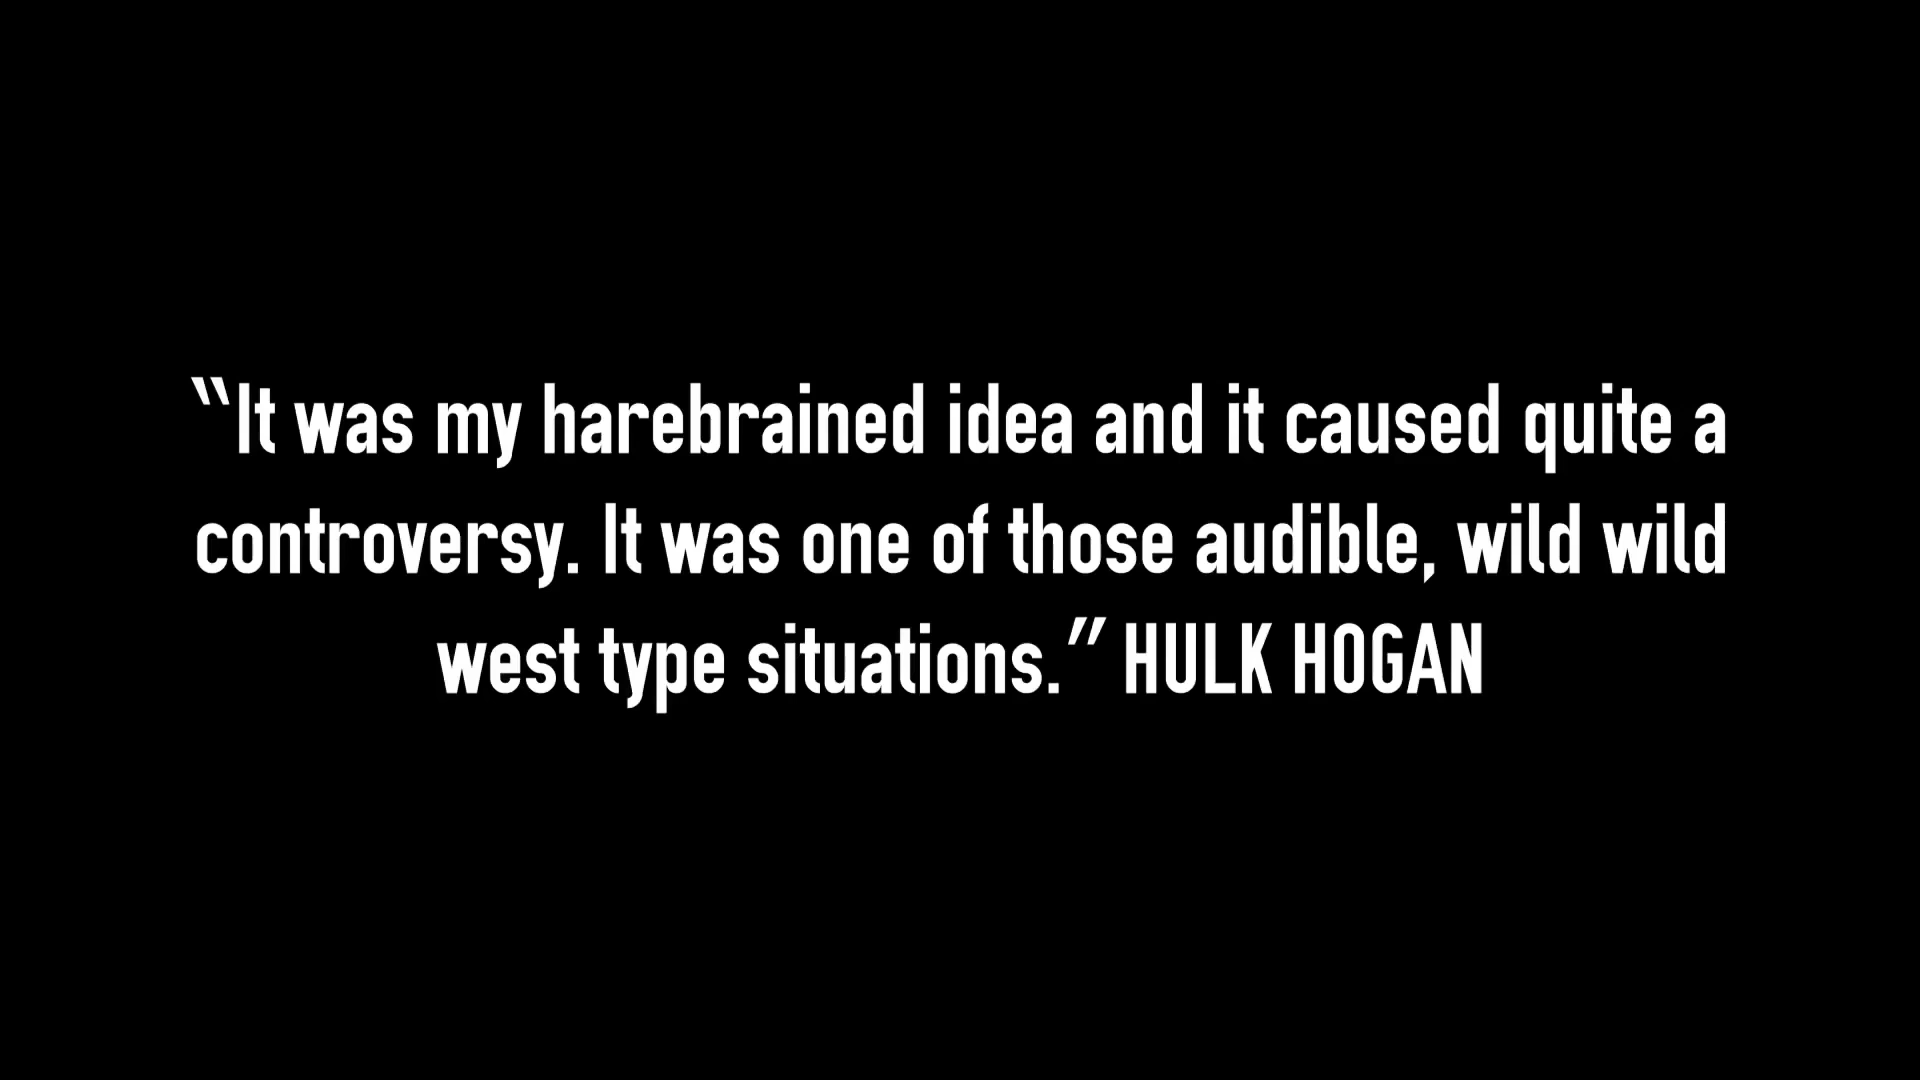 “It was my harebrained idea and it caused quite a
controversy. It was one of those audible, wild wild
west type situations.” HULK HOGAN